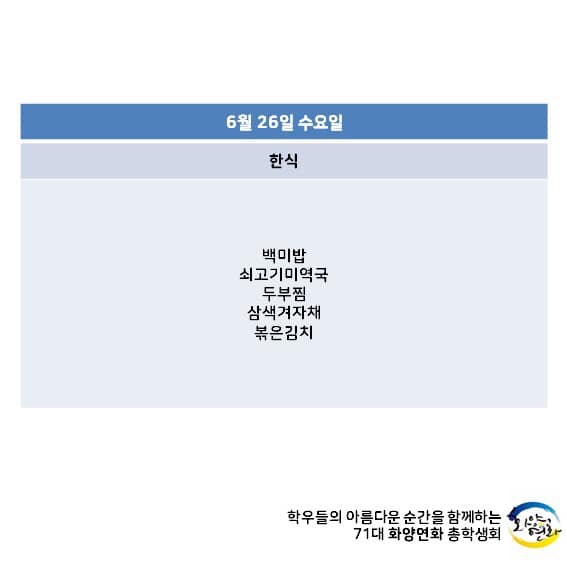 6월 26일 수요일
한식
백미밥
쇠고기미역국
두부찜
삼색겨자채
볶은김치
학우들의 아름다운 순간을 함께하는
71대 화양연화 총학생회
화양
연화